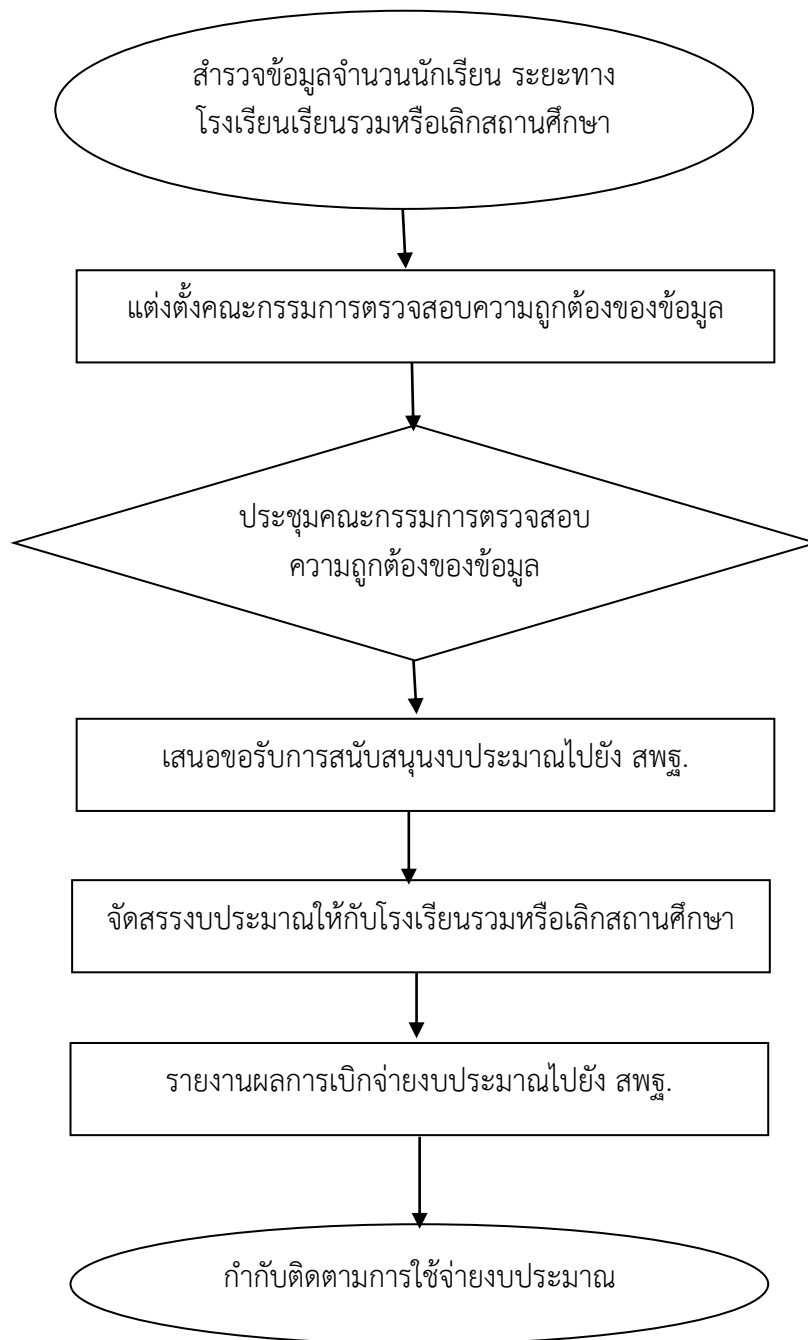 สำรวจข้อมูลจำนวนนักเรียน ระยะทาง
โรงเรียนเรียนรวมหรือเลิกสถานศึกษา
แต่งตั้งคณะกรรมการตรวจสอบความถูกต้องของข้อมูล
ประชุมคณะกรรมการตรวจสอบ
ความถูกต้องของข้อมูล
เสนอขอรับการสนับสนุนงบประมาณไปยัง สพฐ.
จัดสรรงบประมาณให้กับโรงเรียนรวมหรือเลิกสถานศึกษา
รายงานผลการเบิกจ่ายงบประมาณไปยัง สพฐ.
กำกับติดตามการใช้จ่ายงบประมาณ